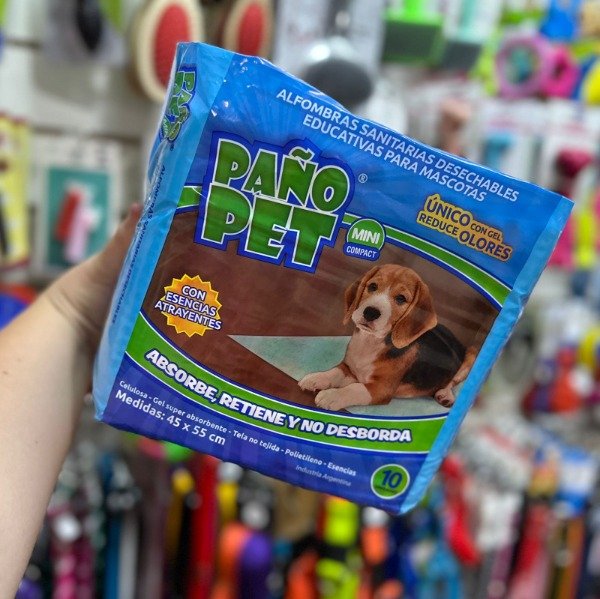 ALFOMBRAS SANITARIAS DESECHABLES
EDUCATIVAS PARA MASCOTAS
PAÑO
PET
®
MINI
COMPACT
ÚNICO CON GEL
REDUCE OLORES
CON
ESENCIAS
ATRAYENTES
ABSORBE, RETIENE Y NO DESBORDA
Celulosa - Gel super absorbente - Tela no tejida - Polietileno - Esencias
Medidas: 45 x 55 cm
Industria Argentina
10
PAÑO
PET